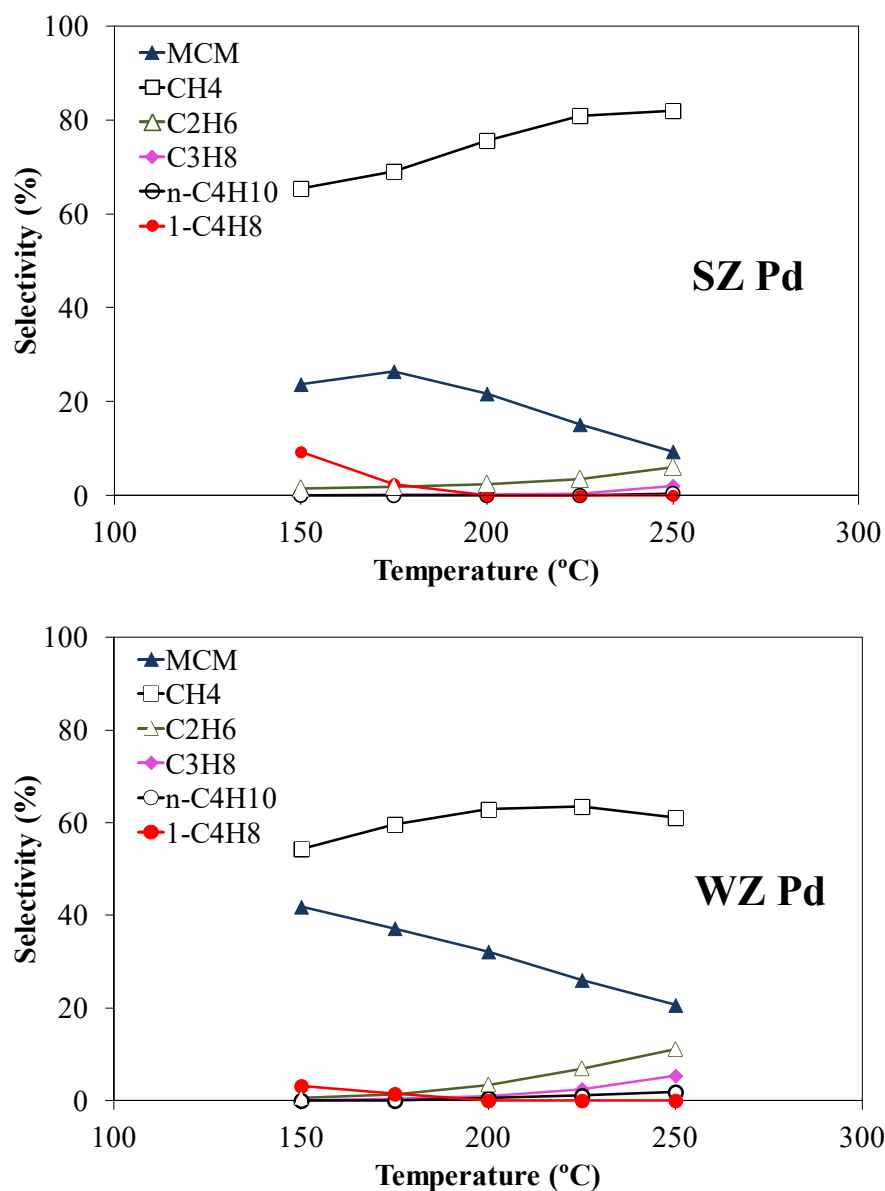 100
80
60
40
20
0
Selectivity (%)
MCM
CH4
C2H6
C3H8
n-C4H10
1-C4H8
SZ Pd
100 150 200 250 300
Temperature (ºC)
100
80
60
40
20
0
Selectivity (%)
MCM
CH4
C2H6
C3H8
n-C4H10
1-C4H8
WZ Pd
100 150 200 250 300
Temperature (ºC)